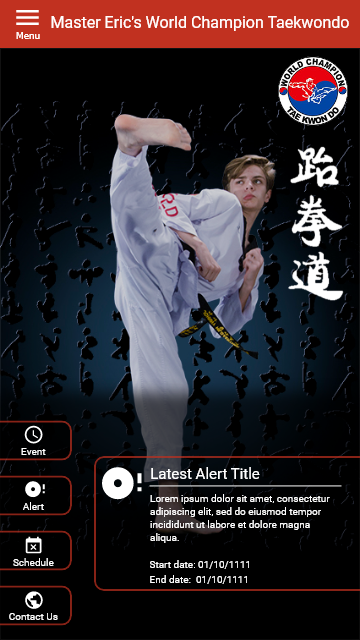 Menu
Master Eric's World Champion Taekwondo
WORLD CHAMPION
TAE KWON DO
跆
拳
道
Event
Alert
Schedule
Contact Us
Latest Alert Title
Lorem ipsum dolor sit amet, consectetur
adipiscing elit, sed do eiusmod tempor
incididunt ut labore et dolore magna
aliqua.
Start date: 01/10/1111
End date: 01/10/1111